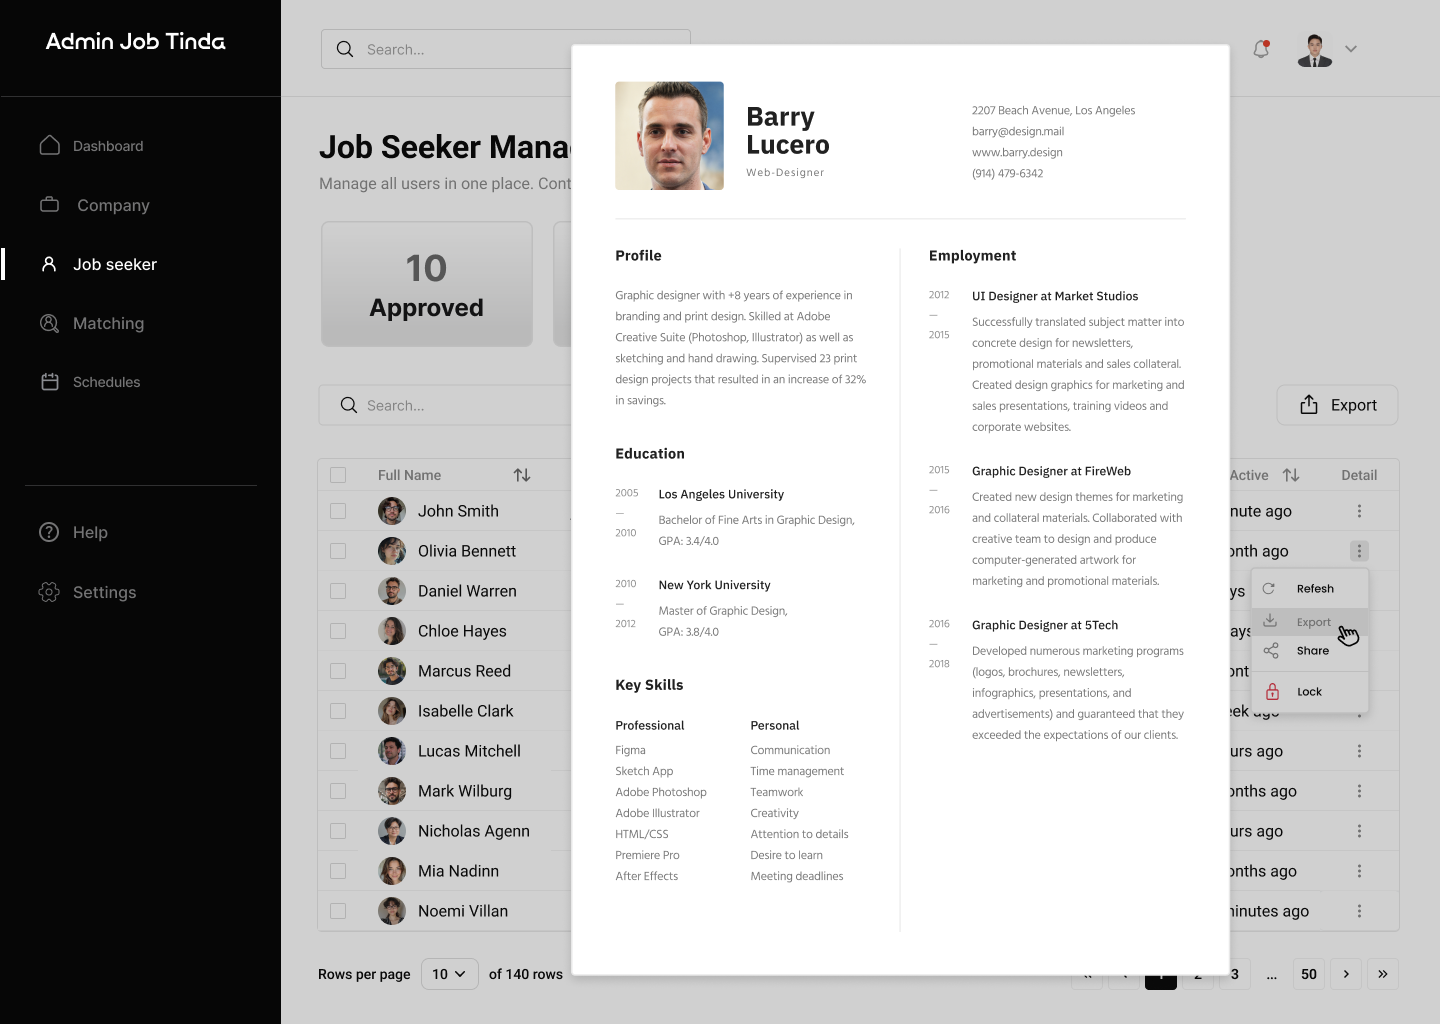 Admin Job Tinda
Search...
Dashboard
Company
Job seeker
Matching
Schedules
Help
Settings
Job Seeker Mana
Manage all users in one place. Cont
10
Approved
Search...
Export
Full Name
Active
Detail
John Smith
nute ago
Olivia Bennett
onth ago
Daniel Warren
ys
Chloe Hayes
ays
Marcus Reed
ont
Isabelle Clark
eek ago
Lucas Mitchell
urs ago
Mark Wilburg
onths ago
Nicholas Agenn
urs ago
Mia Nadinn
onths ago
Noemi Villan
inutes ago
Refesh
Export
Share
Lock
Rows per page
10
of 140 rows
1
2
3
...
50
Barry
Lucero
Web-Designer
2207 Beach Avenue, Los Angeles
barry@design.mail
www.barry.design
(914) 479-6342
Profile
Graphic designer with +8 years of experience in
branding and print design. Skilled at Adobe
Creative Suite (Photoshop, Illustrator) as well as
sketching and hand drawing. Supervised 23 print
design projects that resulted in an increase of 32%
in savings.
Education
2005
—
2010
Los Angeles University
Bachelor of Fine Arts in Graphic Design,
GPA: 3.4/4.0
2010
—
2012
New York University
Master of Graphic Design,
GPA: 3.8/4.0
Key Skills
Professional
Figma
Sketch App
Adobe Photoshop
Adobe Illustrator
HTML/CSS
Premiere Pro
After Effects
Personal
Communication
Time management
Teamwork
Creativity
Attention to details
Desire to learn
Meeting deadlines
Employment
2012
—
2015
UI Designer at Market Studios
Successfully translated subject matter into
concrete design for newsletters,
promotional materials and sales collateral.
Created design graphics for marketing and
sales presentations, training videos and
corporate websites.
2015
—
2016
Graphic Designer at FireWeb
Created new design themes for marketing
and collateral materials. Collaborated with
creative team to design and produce
computer-generated artwork for
marketing and promotional materials.
2016
—
2018
Graphic Designer at 5Tech
Developed numerous marketing programs
(logos, brochures, newsletters,
infographics, presentations, and
advertisements) and guaranteed that they
exceeded the expectations of our clients.